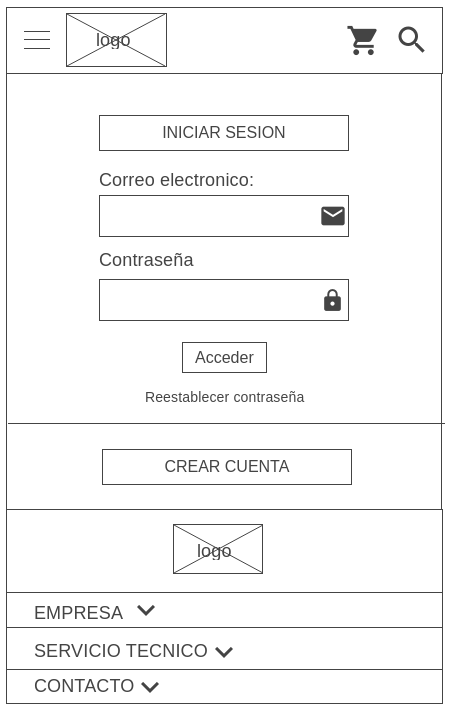 logo
INICIAR SESION
Correo electronico:
Contraseña
Acceder
Reestablecer contraseña
CREAR CUENTA
logo
EMPRESA
SERVICIO TECNICO
CONTACTO